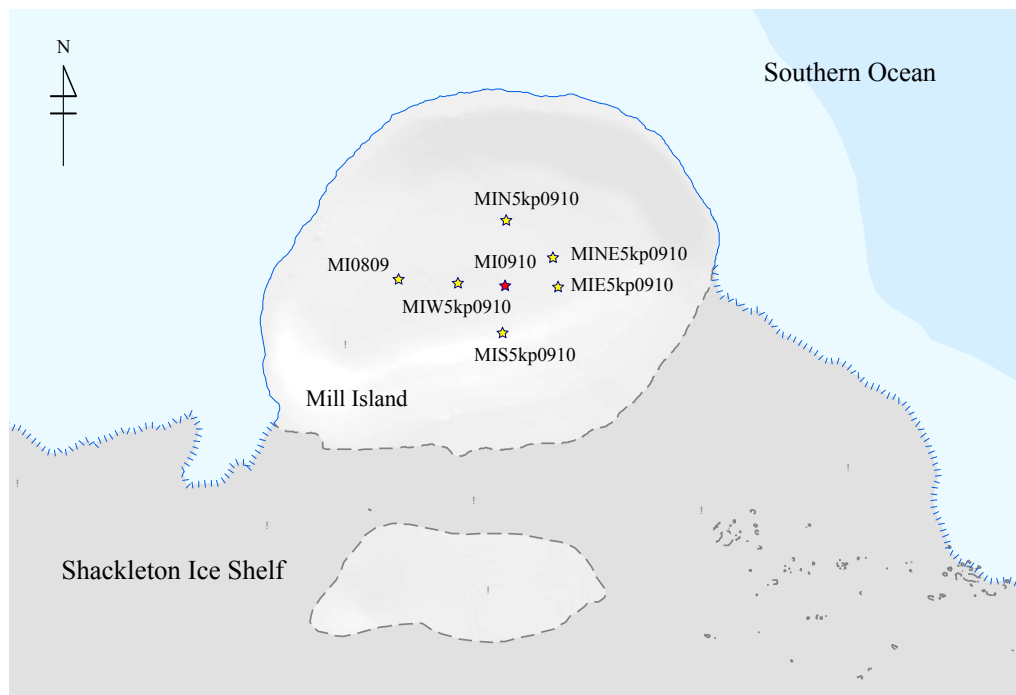 N
Southern Ocean
MIN5kp0910
MINE5kp0910
MI0910
MI0809
MIE5kp0910
MIW5kp0910
MIS5kp0910
Mill Island
Shackleton Ice Shelf